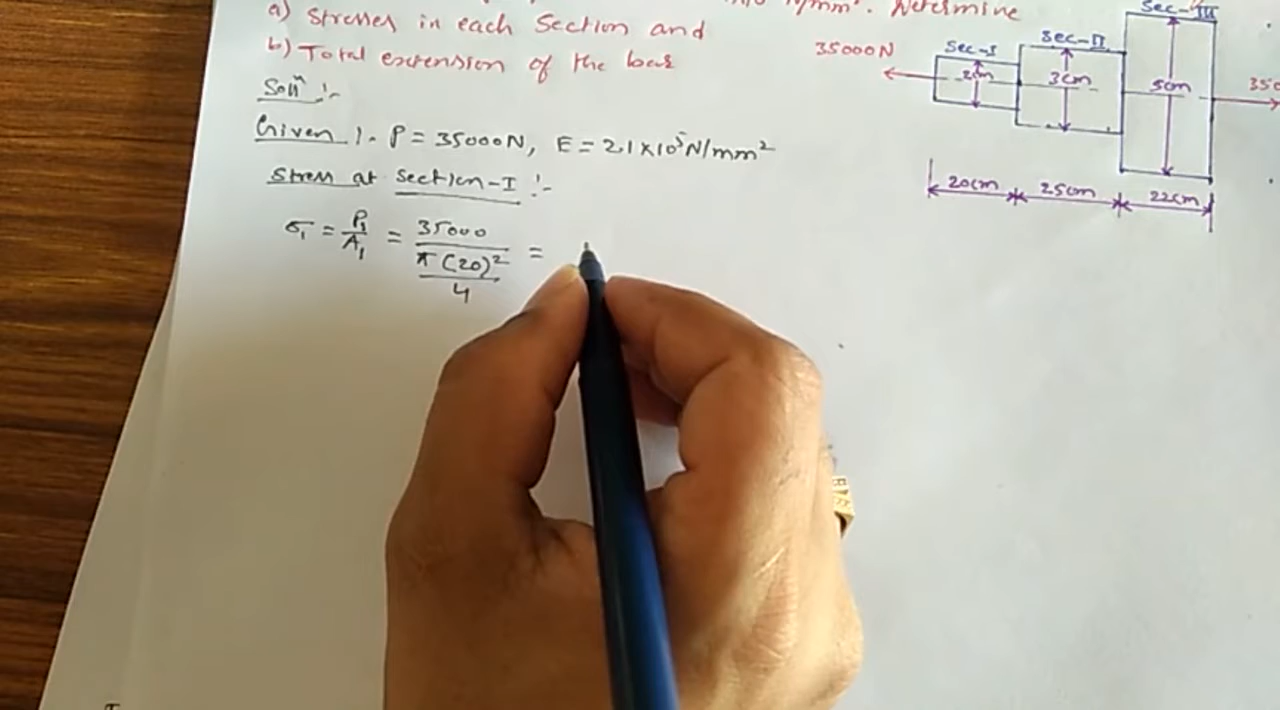 N/mm². Determine
a) Stresses in each Section and
b) Total extension of the bar
Solⁿ :-
Given :- P = 35000N, E = 2.1×10⁵N/mm²
Stress at Section-I :-
σ₁ = P₁/A₁ = 35000/(π(20)²/4) =
35000N
Sec-I
Sec-II
Sec-III
2cm
3cm
5cm
20cm
25cm
22cm